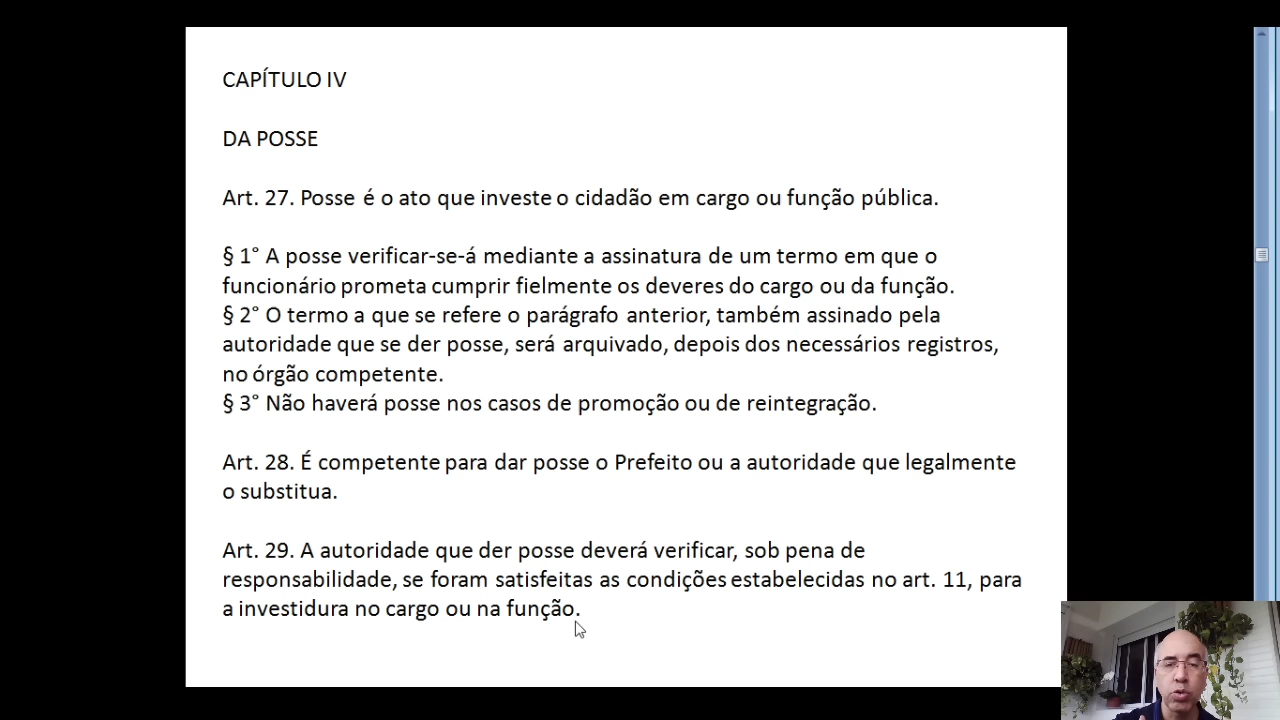 CAPÍTULO IV
DA POSSE
Art. 27. Posse é o ato que investe o cidadão em cargo ou função pública.
§ 1° A posse verificar-se-á mediante a assinatura de um termo em que o
funcionário prometa cumprir fielmente os deveres do cargo ou da função.
§ 2° O termo a que se refere o parágrafo anterior, também assinado pela
autoridade que se der posse, será arquivado, depois dos necessários registros,
no órgão competente.
§ 3° Não haverá posse nos casos de promoção ou de reintegração.
Art. 28. É competente para dar posse o Prefeito ou a autoridade que legalmente
o substitua.
Art. 29. A autoridade que der posse deverá verificar, sob pena de
responsabilidade, se foram satisfeitas as condições estabelecidas no art. 11, para
a investidura no cargo ou na função.